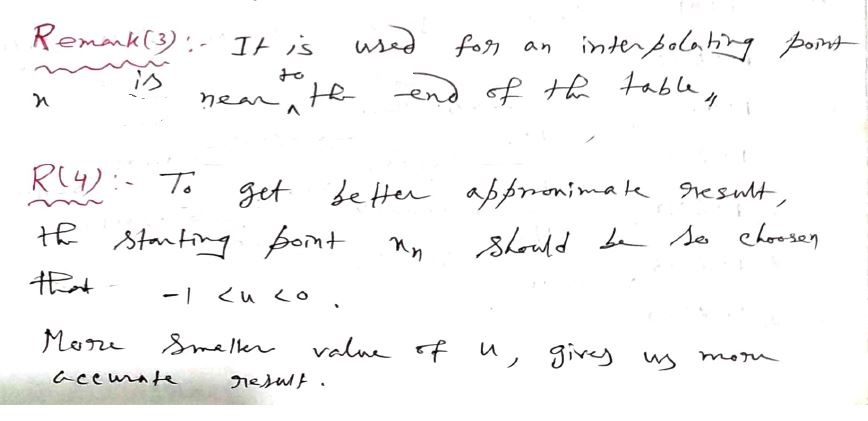 Remark(3):- It is used for an interpolating point
x is near to the end of the table,
R(4):- To get better approximate result,
the starting point xn should be so choosen
that -1 < u < 0.
More smaller value of u, gives us more
accurate result.